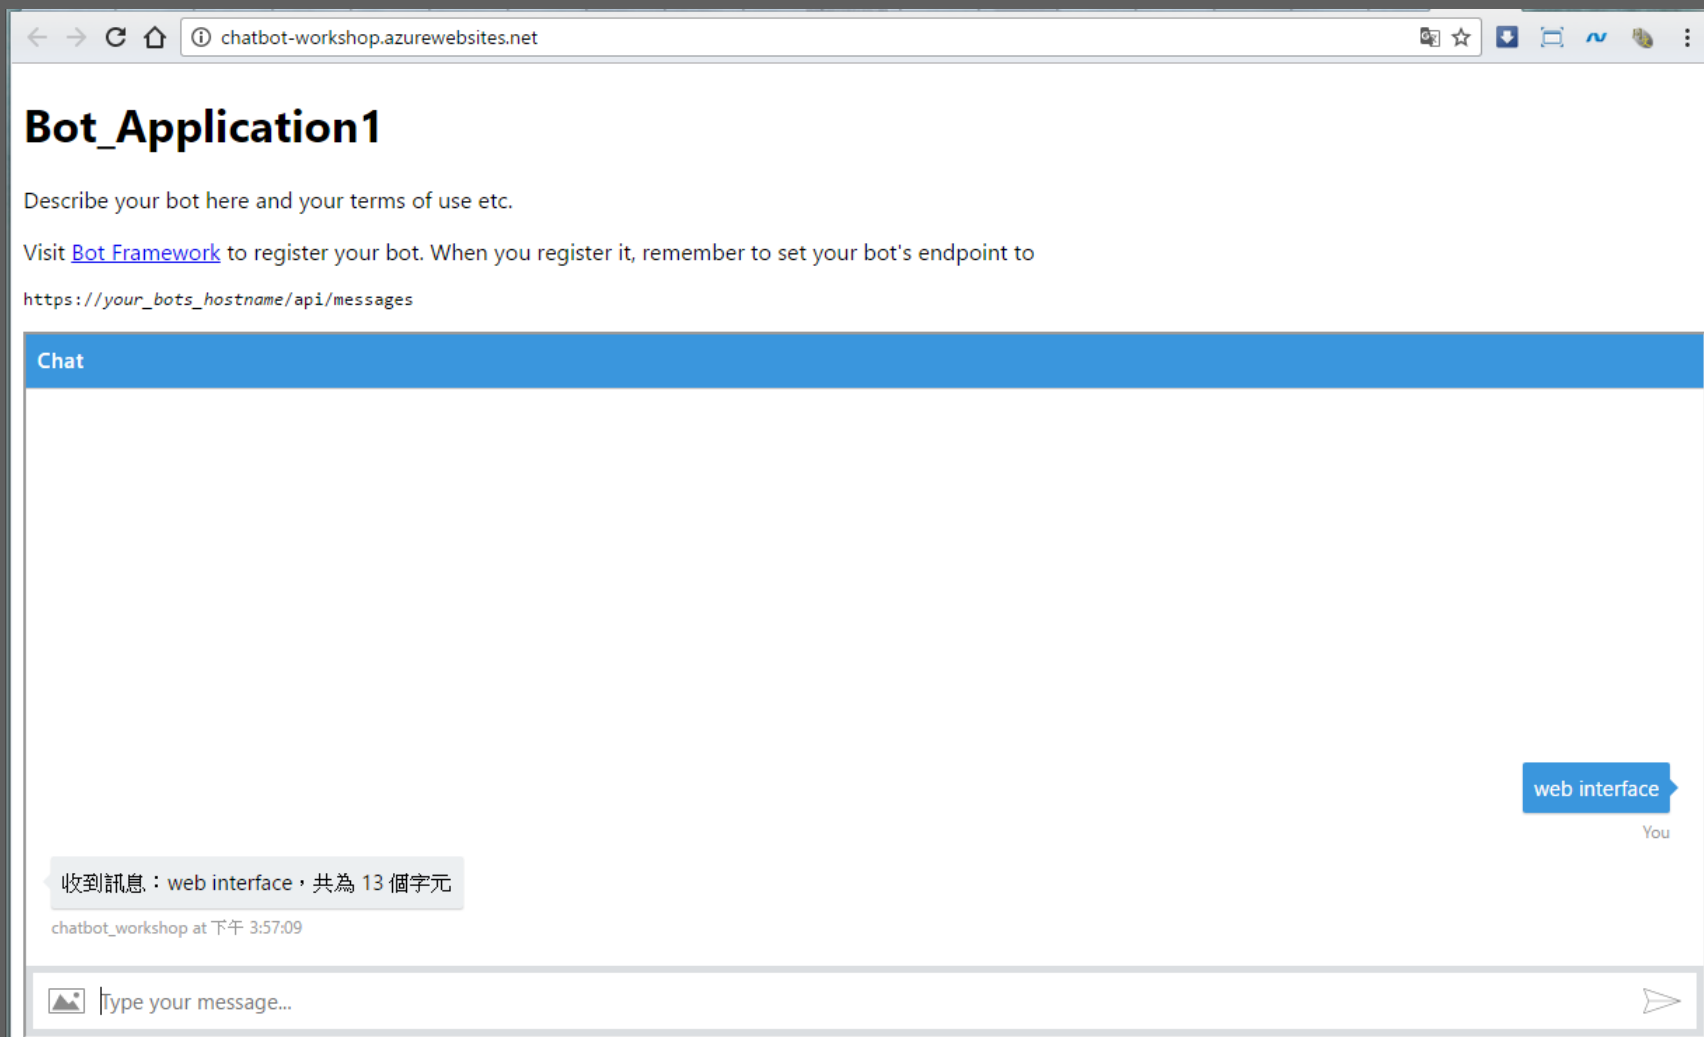 chatbot-workshop.azurewebsites.net
Bot_Application1
Describe your bot here and your terms of use etc.
Visit Bot Framework to register your bot. When you register it, remember to set your bot's endpoint to
https://your_bots_hostname/api/messages
Chat
web interface
You
收到訊息：web interface，共為 13 個字元
chatbot_workshop at 下午 3:57:09
Type your message...